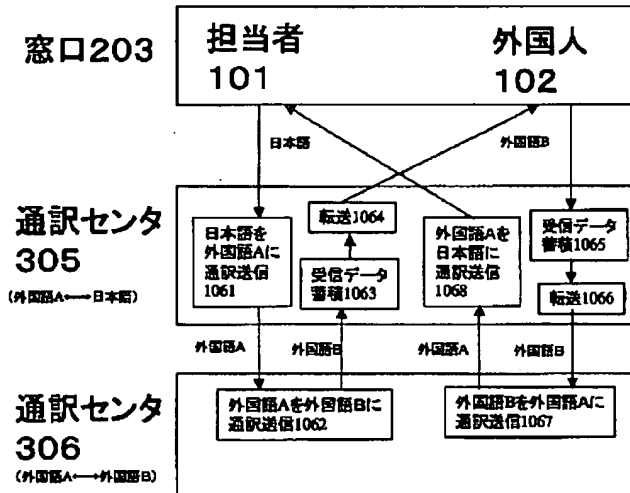 窓口203
担当者
101
外国人
102
日本語
外国語B
通訳センタ
305
(外国語A←→日本語)
日本語を
外国語Aに
通訳送信
1061
転送1064
受信データ
蓄積1063
外国語Aを
日本語に
通訳送信
1068
受信データ
蓄積1065
転送1066
外国語A
外国語B
外国語A
外国語B
通訳センタ
306
(外国語A←→外国語B)
外国語Aを外国語Bに
通訳送信1062
外国語Bを外国語Aに
通訳送信1067